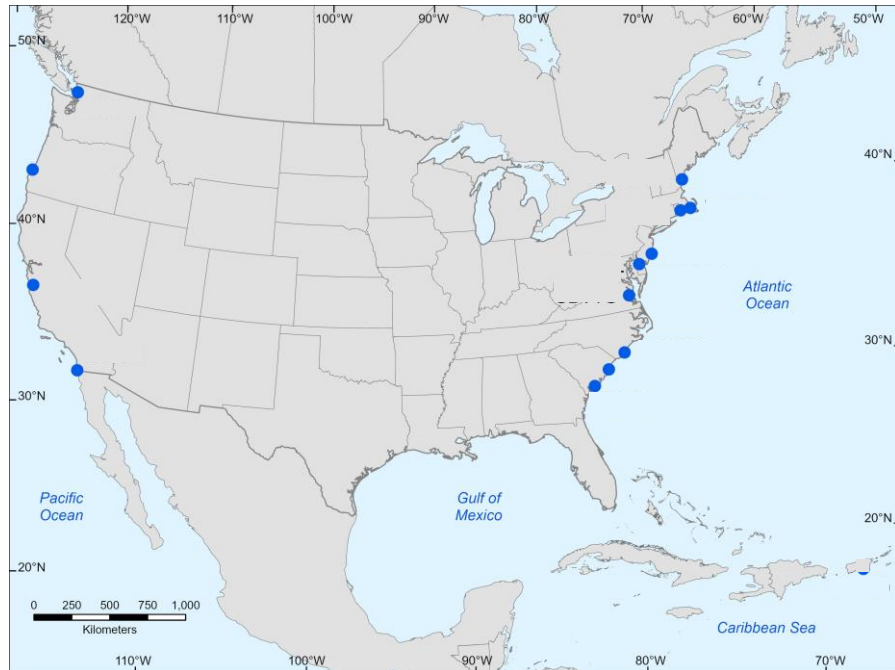 120°W 110°W 100°W 90°W 80°W 70°W 60°W 50°W
50°N
40°N
40°N
Atlantic
Ocean
30°N
30°N
Pacific
Ocean
Gulf of
Mexico
20°N
20°N
0 250 500 750 1,000
Kilometers
Caribbean Sea
110°W 100°W 90°W 80°W 70°W